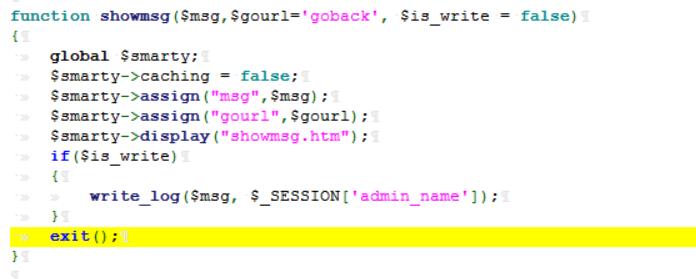 function showmsg($msg,$gourl='goback', $is_write = false)
{
global $smarty;
$smarty->caching = false;
$smarty->assign("msg",$msg);
$smarty->assign("gourl",$gourl);
$smarty->display("showmsg.htm");
if($is_write)
{
write_log($msg, $_SESSION['admin_name']);
}
exit();
}